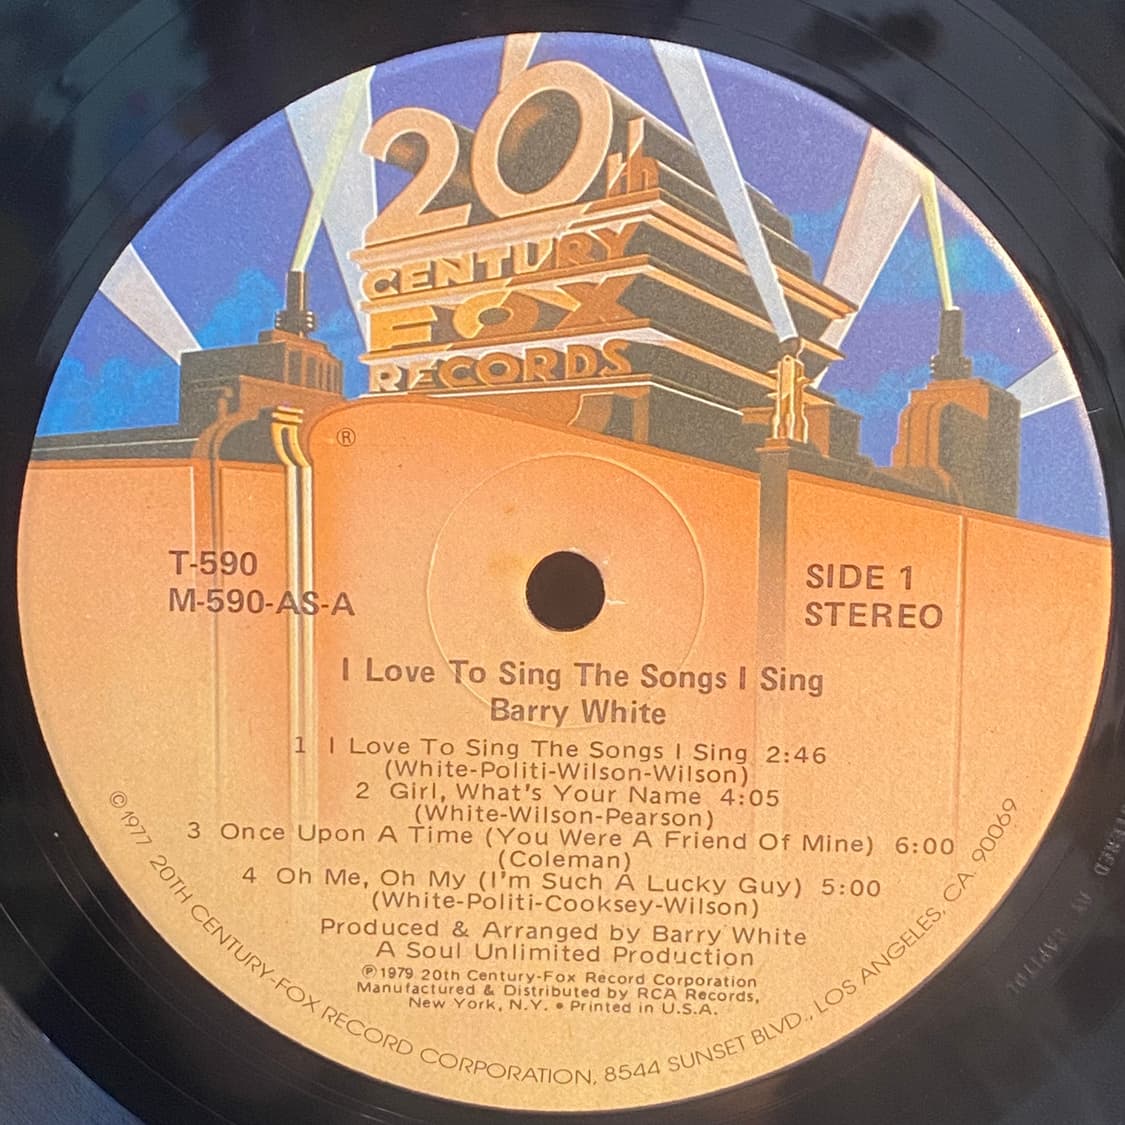 20th
CENTURY
FOX
RECORDS
®
T-590
M-590-AS-A
SIDE 1
STEREO
I Love To Sing The Songs I Sing
Barry White
1 I Love To Sing The Songs I Sing 2:46
(White-Politi-Wilson-Wilson)
2 Girl, What's Your Name 4:05
(White-Wilson-Pearson)
3 Once Upon A Time (You Were A Friend Of Mine) 6:00
(Coleman)
4 Oh Me, Oh My (I'm Such A Lucky Guy) 5:00
(White-Politi-Cooksey-Wilson)
Produced & Arranged by Barry White
A Soul Unlimited Production
℗1979 20th Century-Fox Record Corporation
Manufactured & Distributed by RCA Records,
New York, N.Y. • Printed in U.S.A.
©1977 20TH CENTURY-FOX RECORD CORPORATION, 8544 SUNSET BLVD., LOS ANGELES, CA 90069